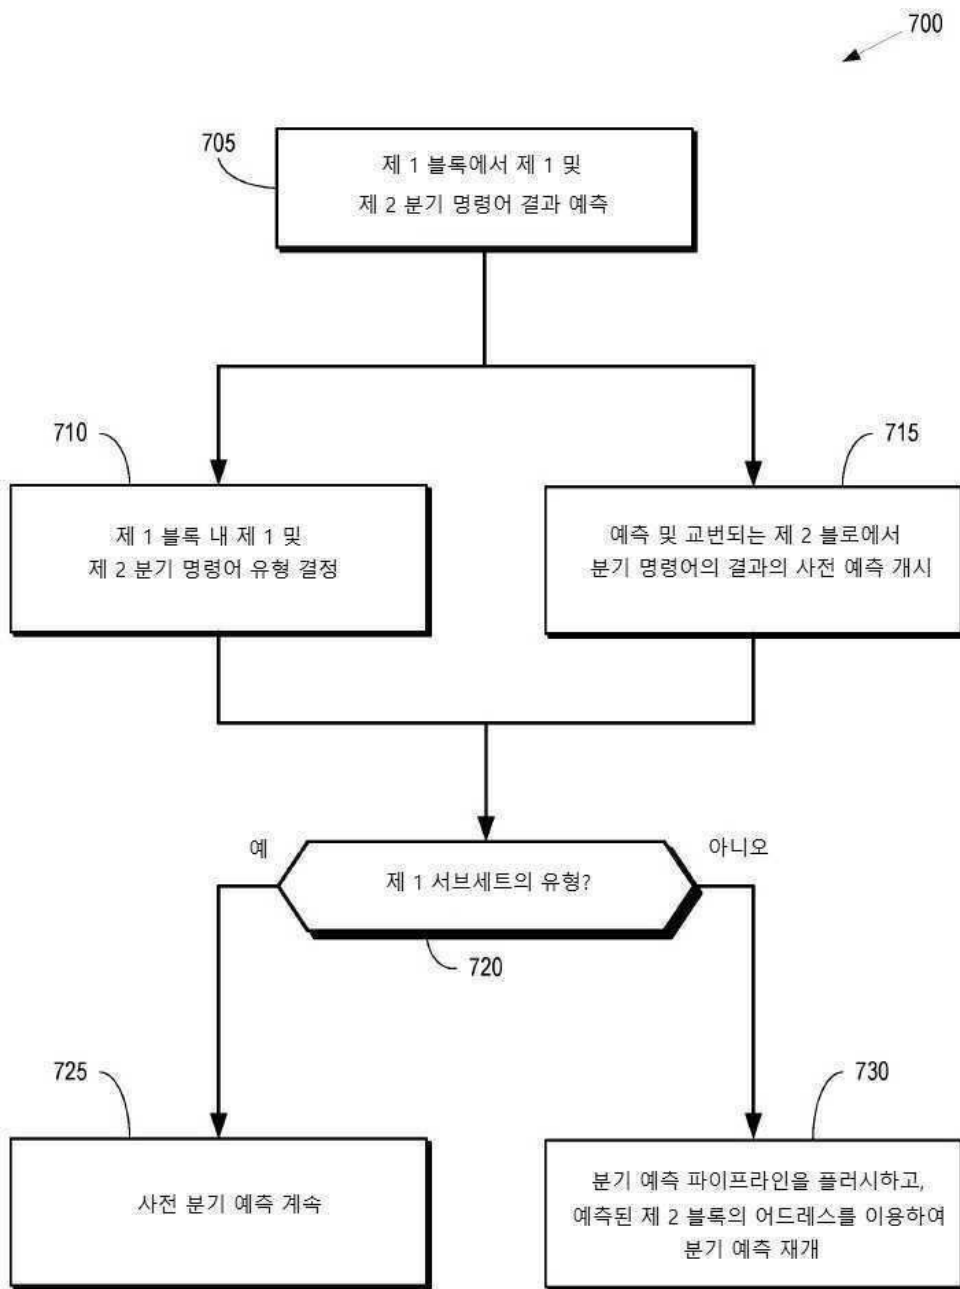 700
705
제 1 블록에서 제 1 및
제 2 분기 명령어 결과 예측
710
제 1 블록 내 제 1 및
제 2 분기 명령어 유형 결정
715
예측 및 교번되는 제 2 블로에서
분기 명령어의 결과의 사전 예측 개시
예
아니오
제 1 서브세트의 유형?
720
725
사전 분기 예측 계속
730
분기 예측 파이프라인을 플러시하고,
예측된 제 2 블록의 어드레스를 이용하여
분기 예측 재개